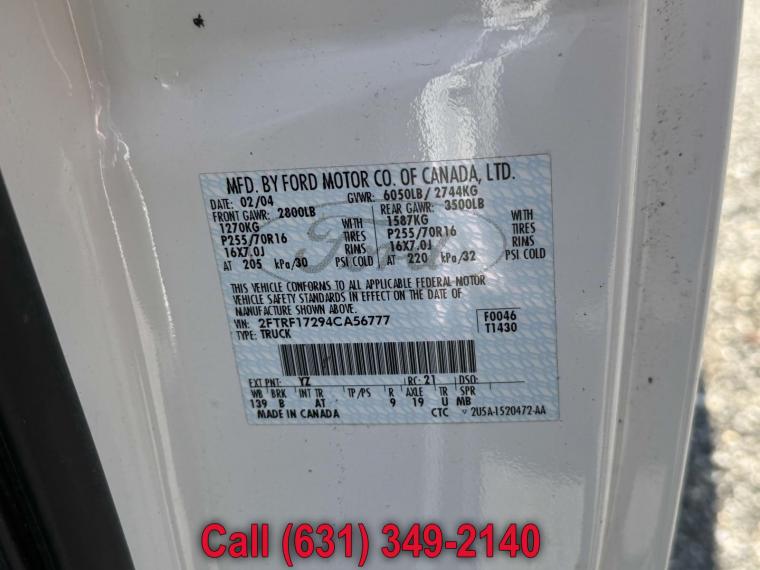 MFD. BY FORD MOTOR CO. OF CANADA, LTD.
DATE: 02/04 GVWR: 6050LB/ 2744KG
FRONT GAWR: 2800LB REAR GAWR: 3500LB
1270KG WITH 1587KG WITH
P255/70R16 TIRES P255/70R16 TIRES
16X7.0J RIMS 16X7.0J RIMS
AT 205 kPa/30 PSI COLD AT 220 kPa/32 PSI COLD
Ford
THIS VEHICLE CONFORMS TO ALL APPLICABLE FEDERAL MOTOR
VEHICLE SAFETY STANDARDS IN EFFECT ON THE DATE OF
MANUFACTURE SHOWN ABOVE.
VIN: 2FTRF17294CA56777 F0046
TYPE: TRUCK T1430
EXT PNT: YZ RC: 21 DSO:
WB BRK INT TR TP/PS R AXLE TR SPR
139 B AT 9 19 U MB
MADE IN CANADA CTC 2U5A-1520472-AA
Call (631) 349-2140